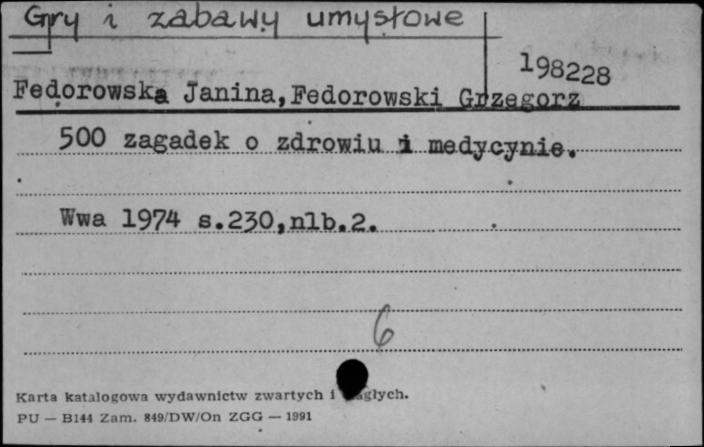 Gry i zabawy umysłowe
198228
Fedorowska Janina,Fedorowski Grzegorz
500 zagadek o zdrowiu i medycynie.
Wwa 1974 s.230,nlb.2.
6
Karta katalogowa wydawnictw zwartych i
PU — B144 Zam. 849/DW/On ZGG — 1991